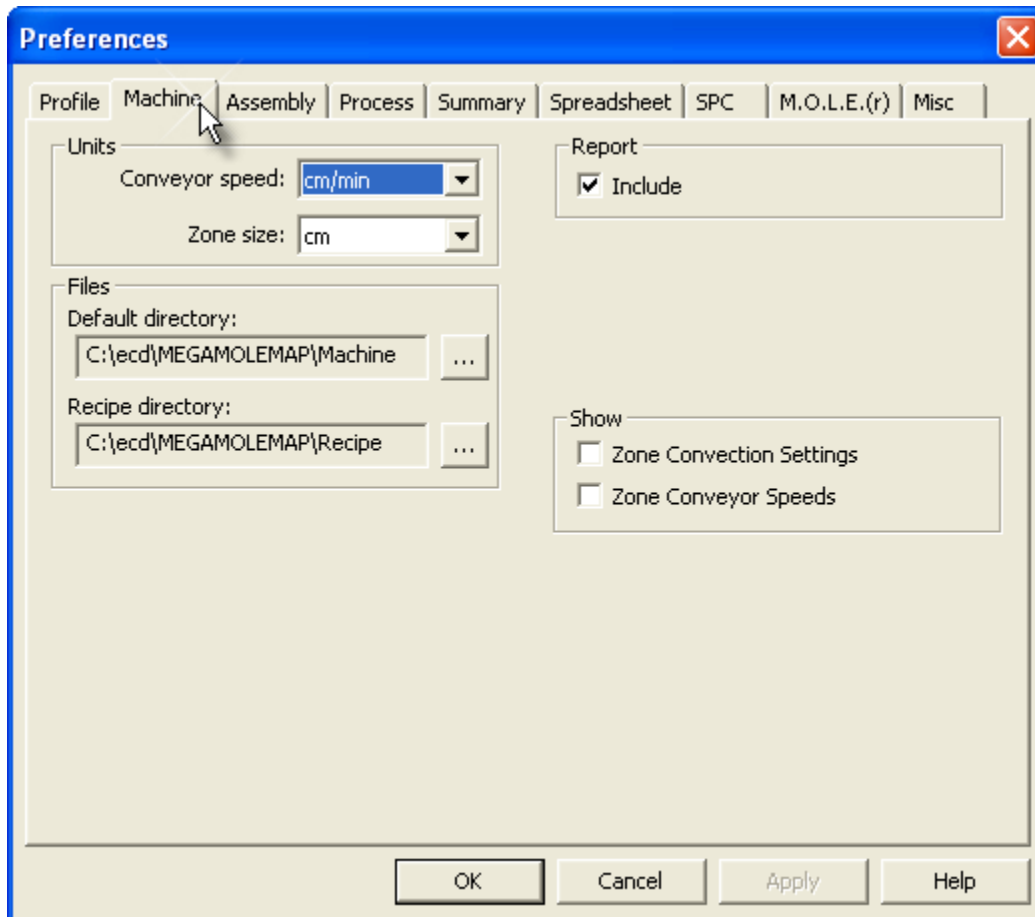 Preferences
Profile Machine Assembly Process Summary Spreadsheet SPC M.O.L.E.(r) Misc
Units
Conveyor speed: cm/min
Zone size: cm
Report
Include
Files
Default directory:
C:\ecd\MEGAMOLEMAP\Machine ...
Recipe directory:
C:\ecd\MEGAMOLEMAP\Recipe ...
Show
Zone Convection Settings
Zone Conveyor Speeds
OK Cancel Apply Help